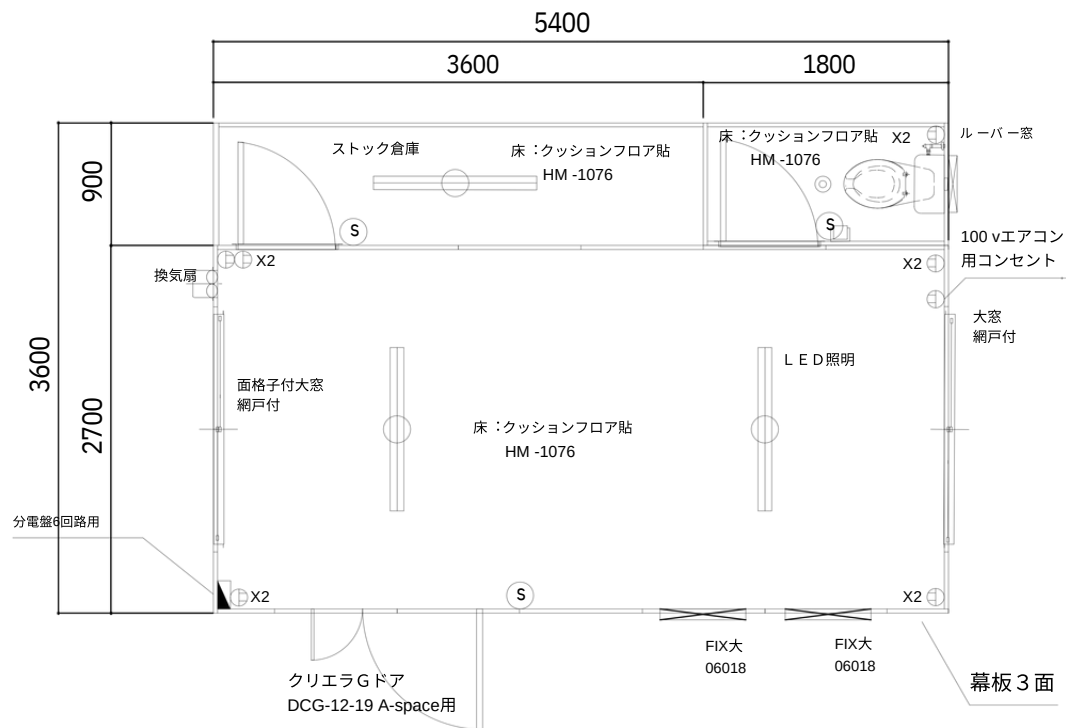 5400
3600
1800
ストック倉庫
床：クッションフロア貼
HM -1076
床：クッションフロア貼
HM -1076
X2
ルーバー窓
900
S
S
100 vエアコン
用コンセント
X2
X2
換気扇
大窓
網戸付
3600
2700
面格子付大窓
網戸付
ＬＥＤ照明
床：クッションフロア貼
HM -1076
分電盤6回路用
X2
S
X2
FIX大
06018
FIX大
06018
クリエラＧドア
DCG-12-19 A-space用
幕板３面